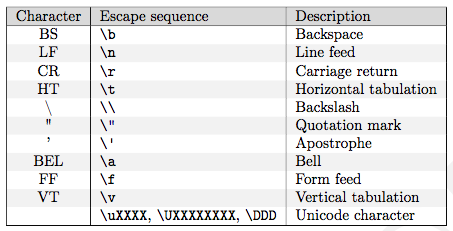 Character Escape sequence Description
BS \b Backspace
LF \n Line feed
CR \r Carriage return
HT \t Horizontal tabulation
\ \\ Backslash
" \" Quotation mark
’ \' Apostrophe
BEL \a Bell
FF \f Form feed
VT \v Vertical tabulation
\uXXXX, \UXXXXXXXX, \DDD Unicode character